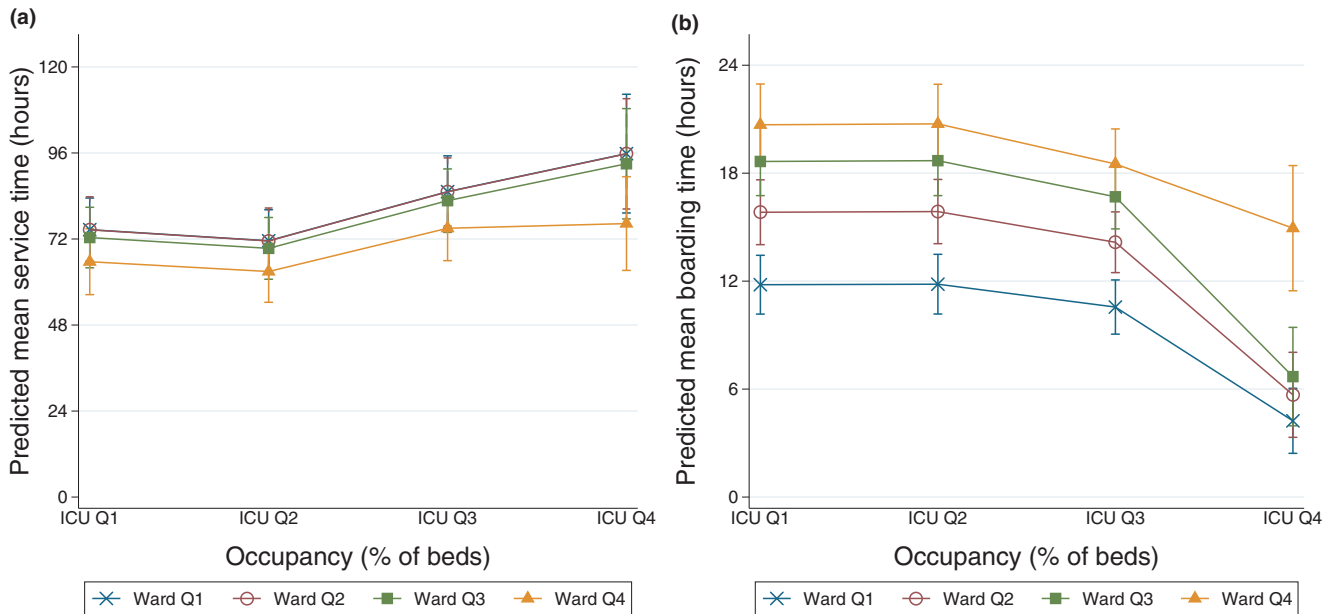 (a)
Predicted mean service time (hours)
120
96
72
48
24
0
ICU Q1 ICU Q2 ICU Q3 ICU Q4
Occupancy (% of beds)
Ward Q1 Ward Q2 Ward Q3 Ward Q4
(b)
Predicted mean boarding time (hours)
24
18
12
6
0
ICU Q1 ICU Q2 ICU Q3 ICU Q4
Occupancy (% of beds)
Ward Q1 Ward Q2 Ward Q3 Ward Q4